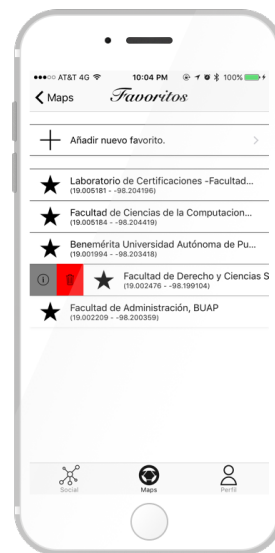 AT&T 4G 10:04 PM 100%
Maps Favoritos
Añadir nuevo favorito.
Laboratorio de Certificaciones -Facultad...
(19.005181 - -98.204196)
Facultad de Ciencias de la Computacion...
(19.005184 - -98.204419)
Benemérita Universidad Autónoma de Pu...
(19.001994 - -98.203418)
Facultad de Derecho y Ciencias S
(19.002476 - -98.199104)
Facultad de Administración, BUAP
(19.002209 - -98.200359)
Social Maps Perfil